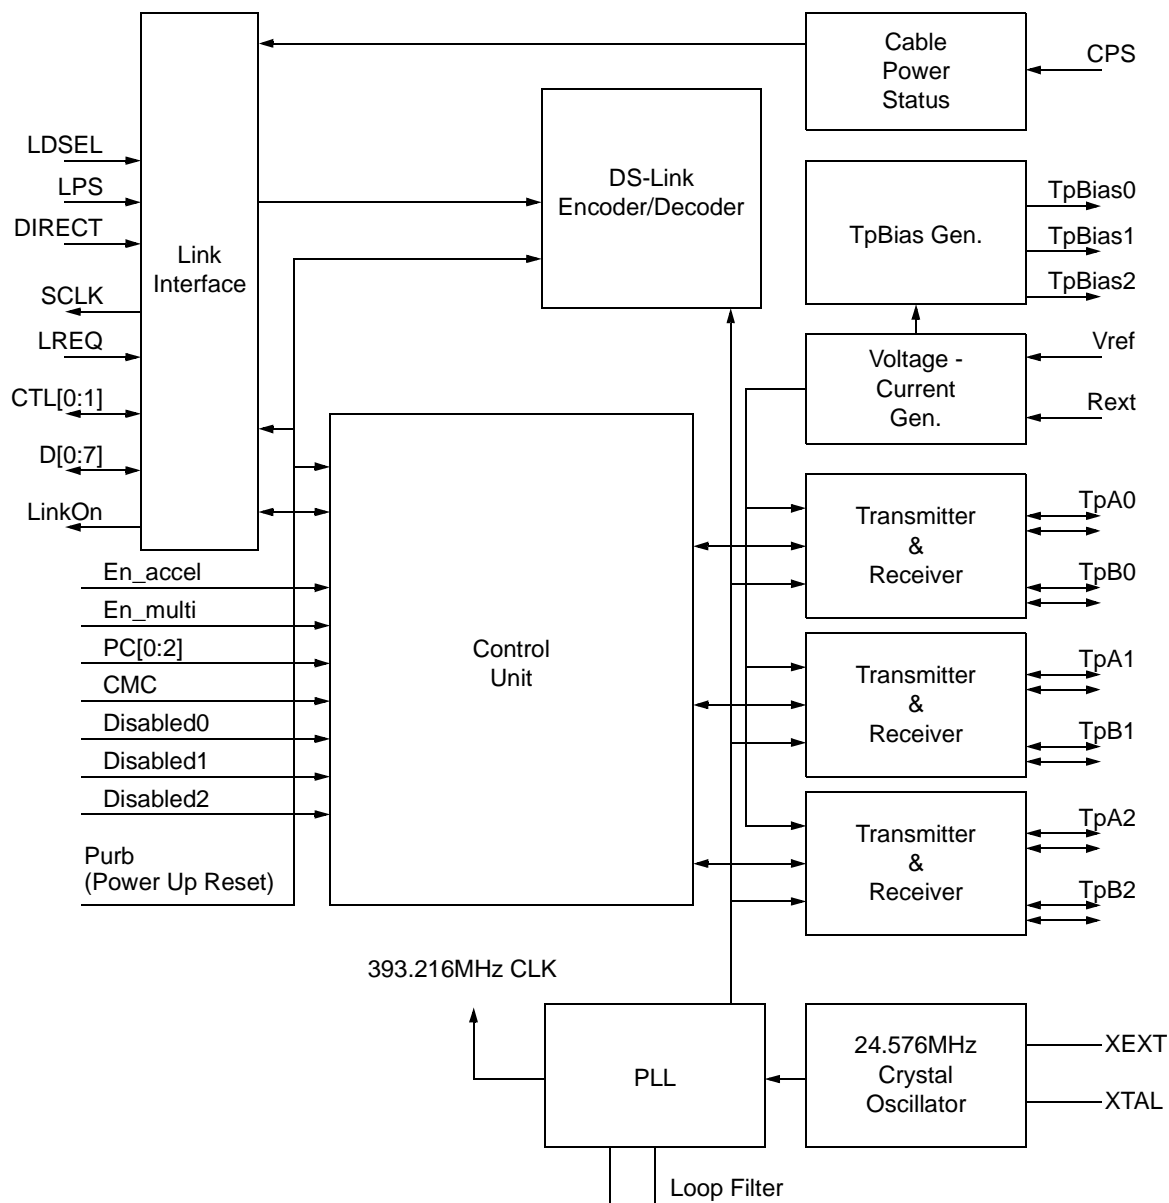 Cable
Power
Status
CPS
LDSEL
LPS
DIRECT
SCLK
LREQ
CTL[0:1]
D[0:7]
LinkOn
Link
Interface
DS-Link
Encoder/Decoder
TpBias Gen.
TpBias0
TpBias1
TpBias2
Voltage -
Current
Gen.
Vref
Rext
Transmitter
&
Receiver
TpA0
TpB0
En_accel
En_multi
PC[0:2]
CMC
Disabled0
Disabled1
Disabled2
Purb
(Power Up Reset)
Control
Unit
Transmitter
&
Receiver
TpA1
TpB1
Transmitter
&
Receiver
TpA2
TpB2
393.216MHz CLK
PLL
24.576MHz
Crystal
Oscillator
XEXT
XTAL
Loop Filter